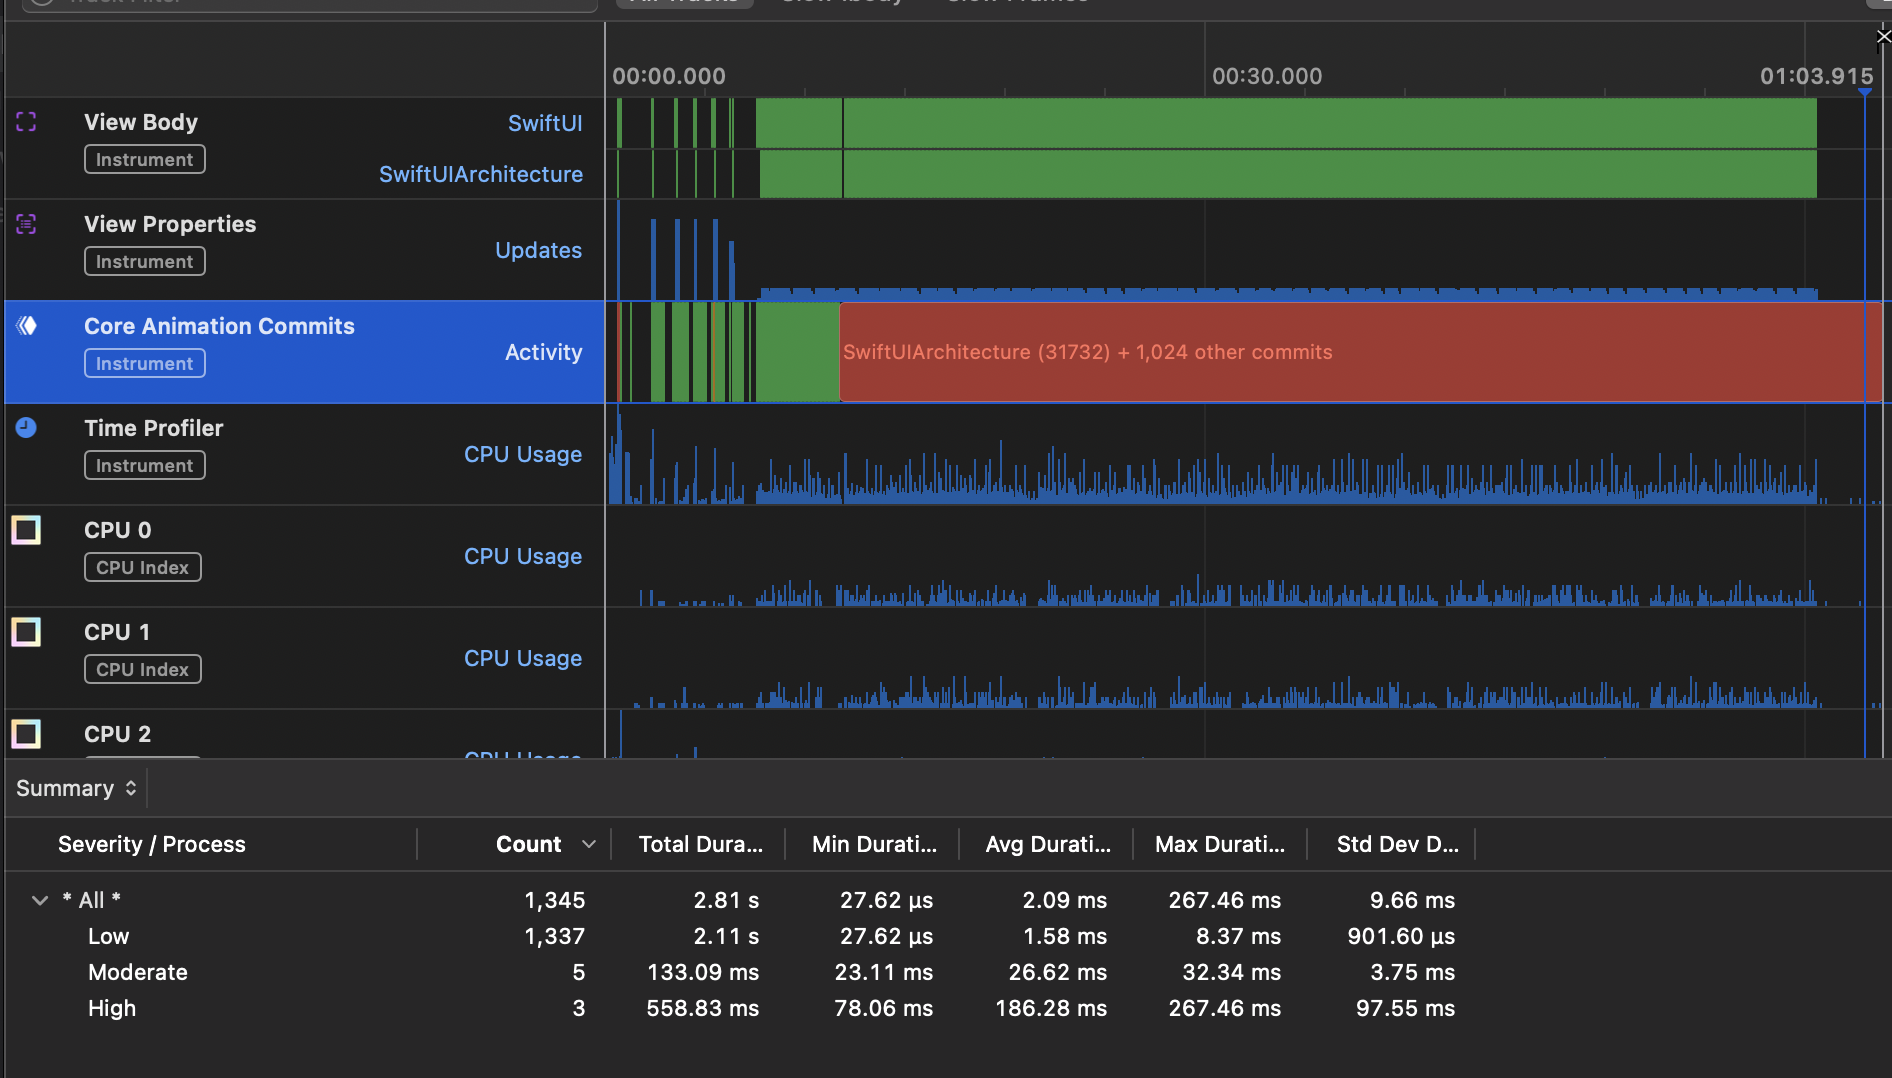 All Tracks
00:00.000 00:30.000 01:03.915
View Body SwiftUI
Instrument
SwiftUIArchitecture
View Properties
Updates
Instrument
Core Animation Commits
Activity SwiftUIArchitecture (31732) + 1,024 other commits
Instrument
Time Profiler
CPU Usage
Instrument
CPU 0
CPU Usage
CPU Index
CPU 1
CPU Usage
CPU Index
CPU 2
CPU Usage
Summary
Severity / Process Count Total Dura... Min Durati... Avg Durati... Max Durati... Std Dev D...
* All * 1,345 2.81 s 27.62 µs 2.09 ms 267.46 ms 9.66 ms
Low 1,337 2.11 s 27.62 µs 1.58 ms 8.37 ms 901.60 µs
Moderate 5 133.09 ms 23.11 ms 26.62 ms 32.34 ms 3.75 ms
High 3 558.83 ms 78.06 ms 186.28 ms 267.46 ms 97.55 ms